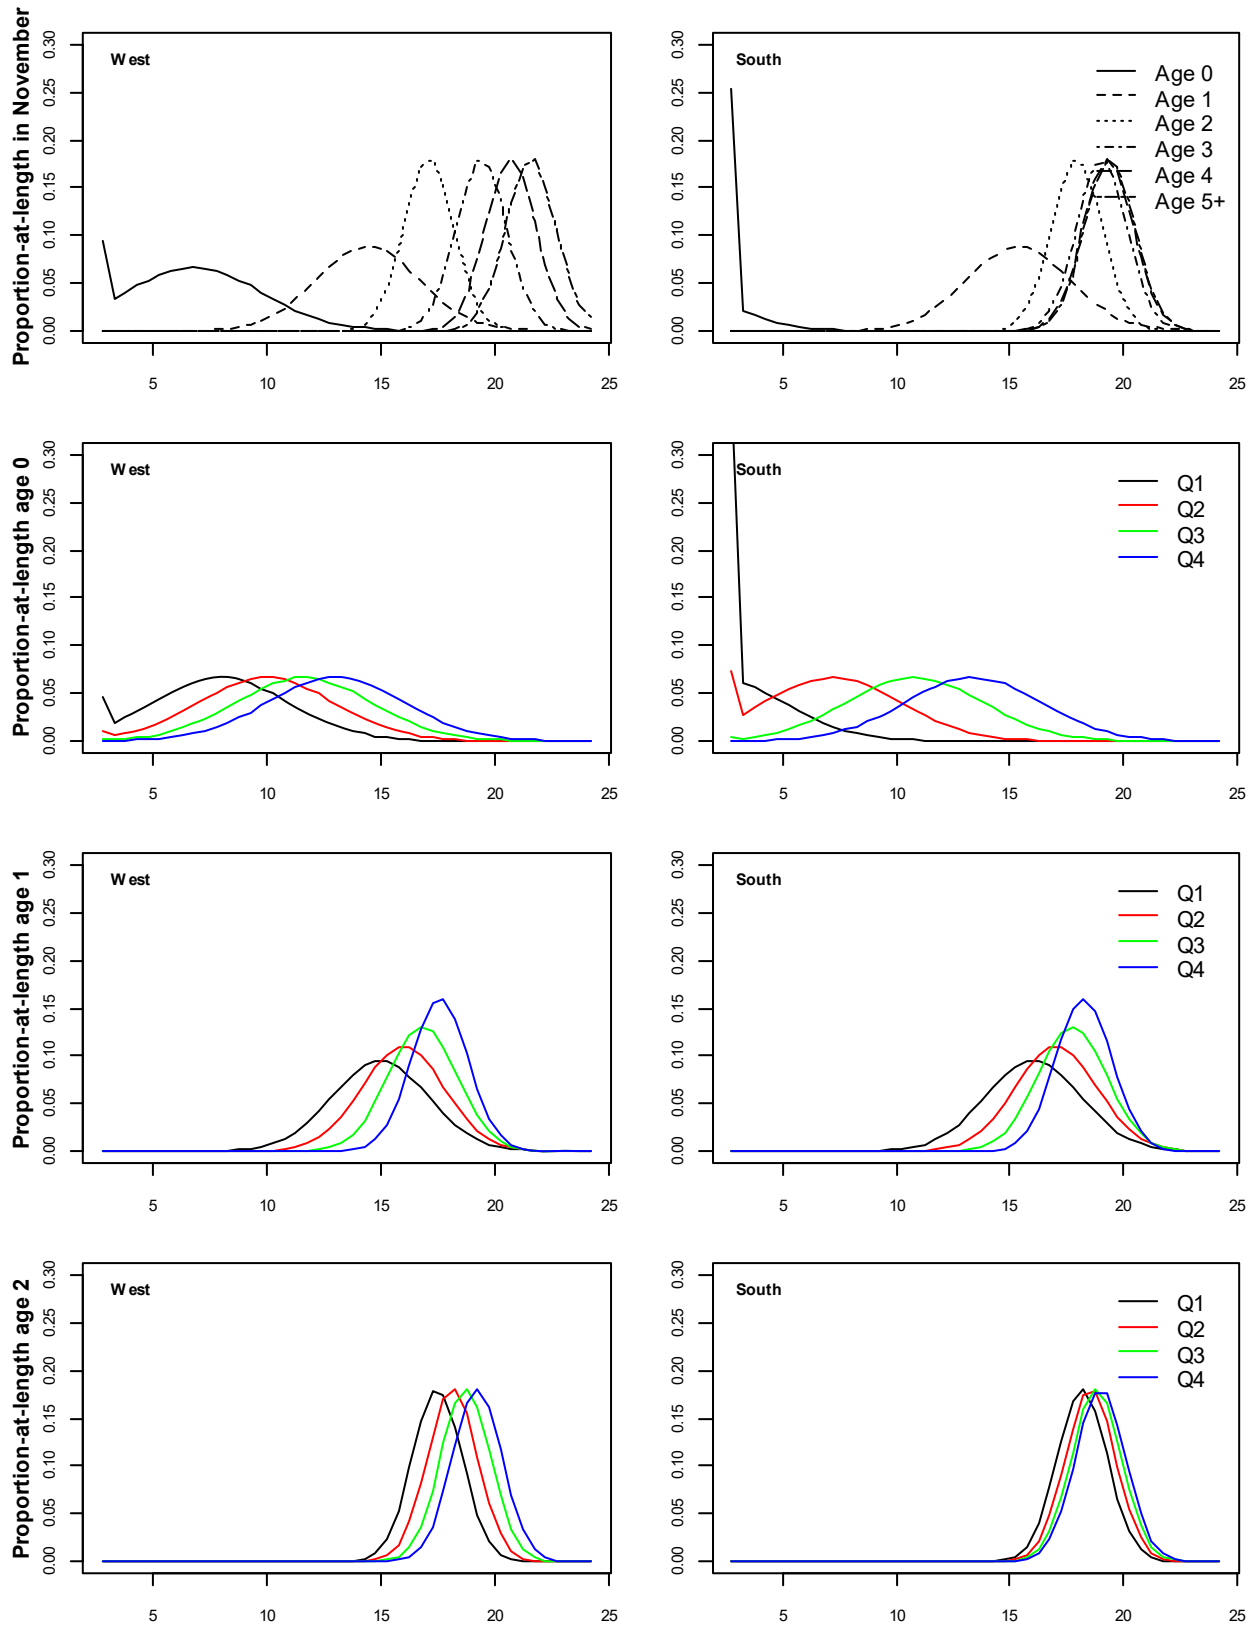 Proportion-at-length in November
0.00 0.05 0.10 0.15 0.20 0.25 0.30
West
5 10 15 20 25
0.00 0.05 0.10 0.15 0.20 0.25 0.30
South
Age 0
Age 1
Age 2
Age 3
Age 4
Age 5+
5 10 15 20 25
Proportion-at-length age 0
0.00 0.05 0.10 0.15 0.20 0.25 0.30
West
5 10 15 20 25
0.00 0.05 0.10 0.15 0.20 0.25 0.30
South
Q1
Q2
Q3
Q4
5 10 15 20 25
Proportion-at-length age 1
0.00 0.05 0.10 0.15 0.20 0.25 0.30
West
5 10 15 20 25
0.00 0.05 0.10 0.15 0.20 0.25 0.30
South
Q1
Q2
Q3
Q4
5 10 15 20 25
Proportion-at-length age 2
0.00 0.05 0.10 0.15 0.20 0.25 0.30
West
5 10 15 20 25
0.00 0.05 0.10 0.15 0.20 0.25 0.30
South
Q1
Q2
Q3
Q4
5 10 15 20 25